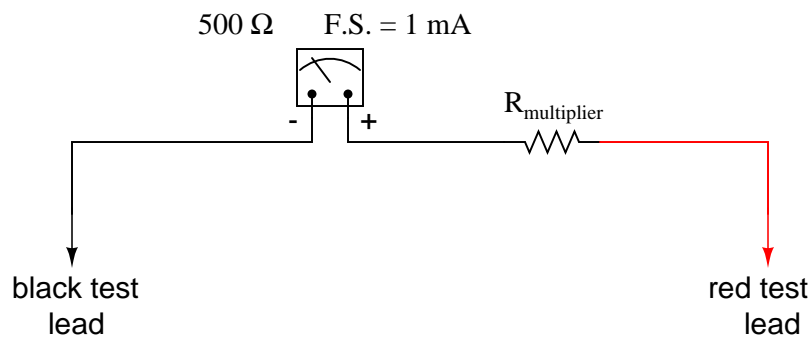 500 Ω F.S. = 1 mA
- +
Rmultiplier
black test
lead
red test
lead